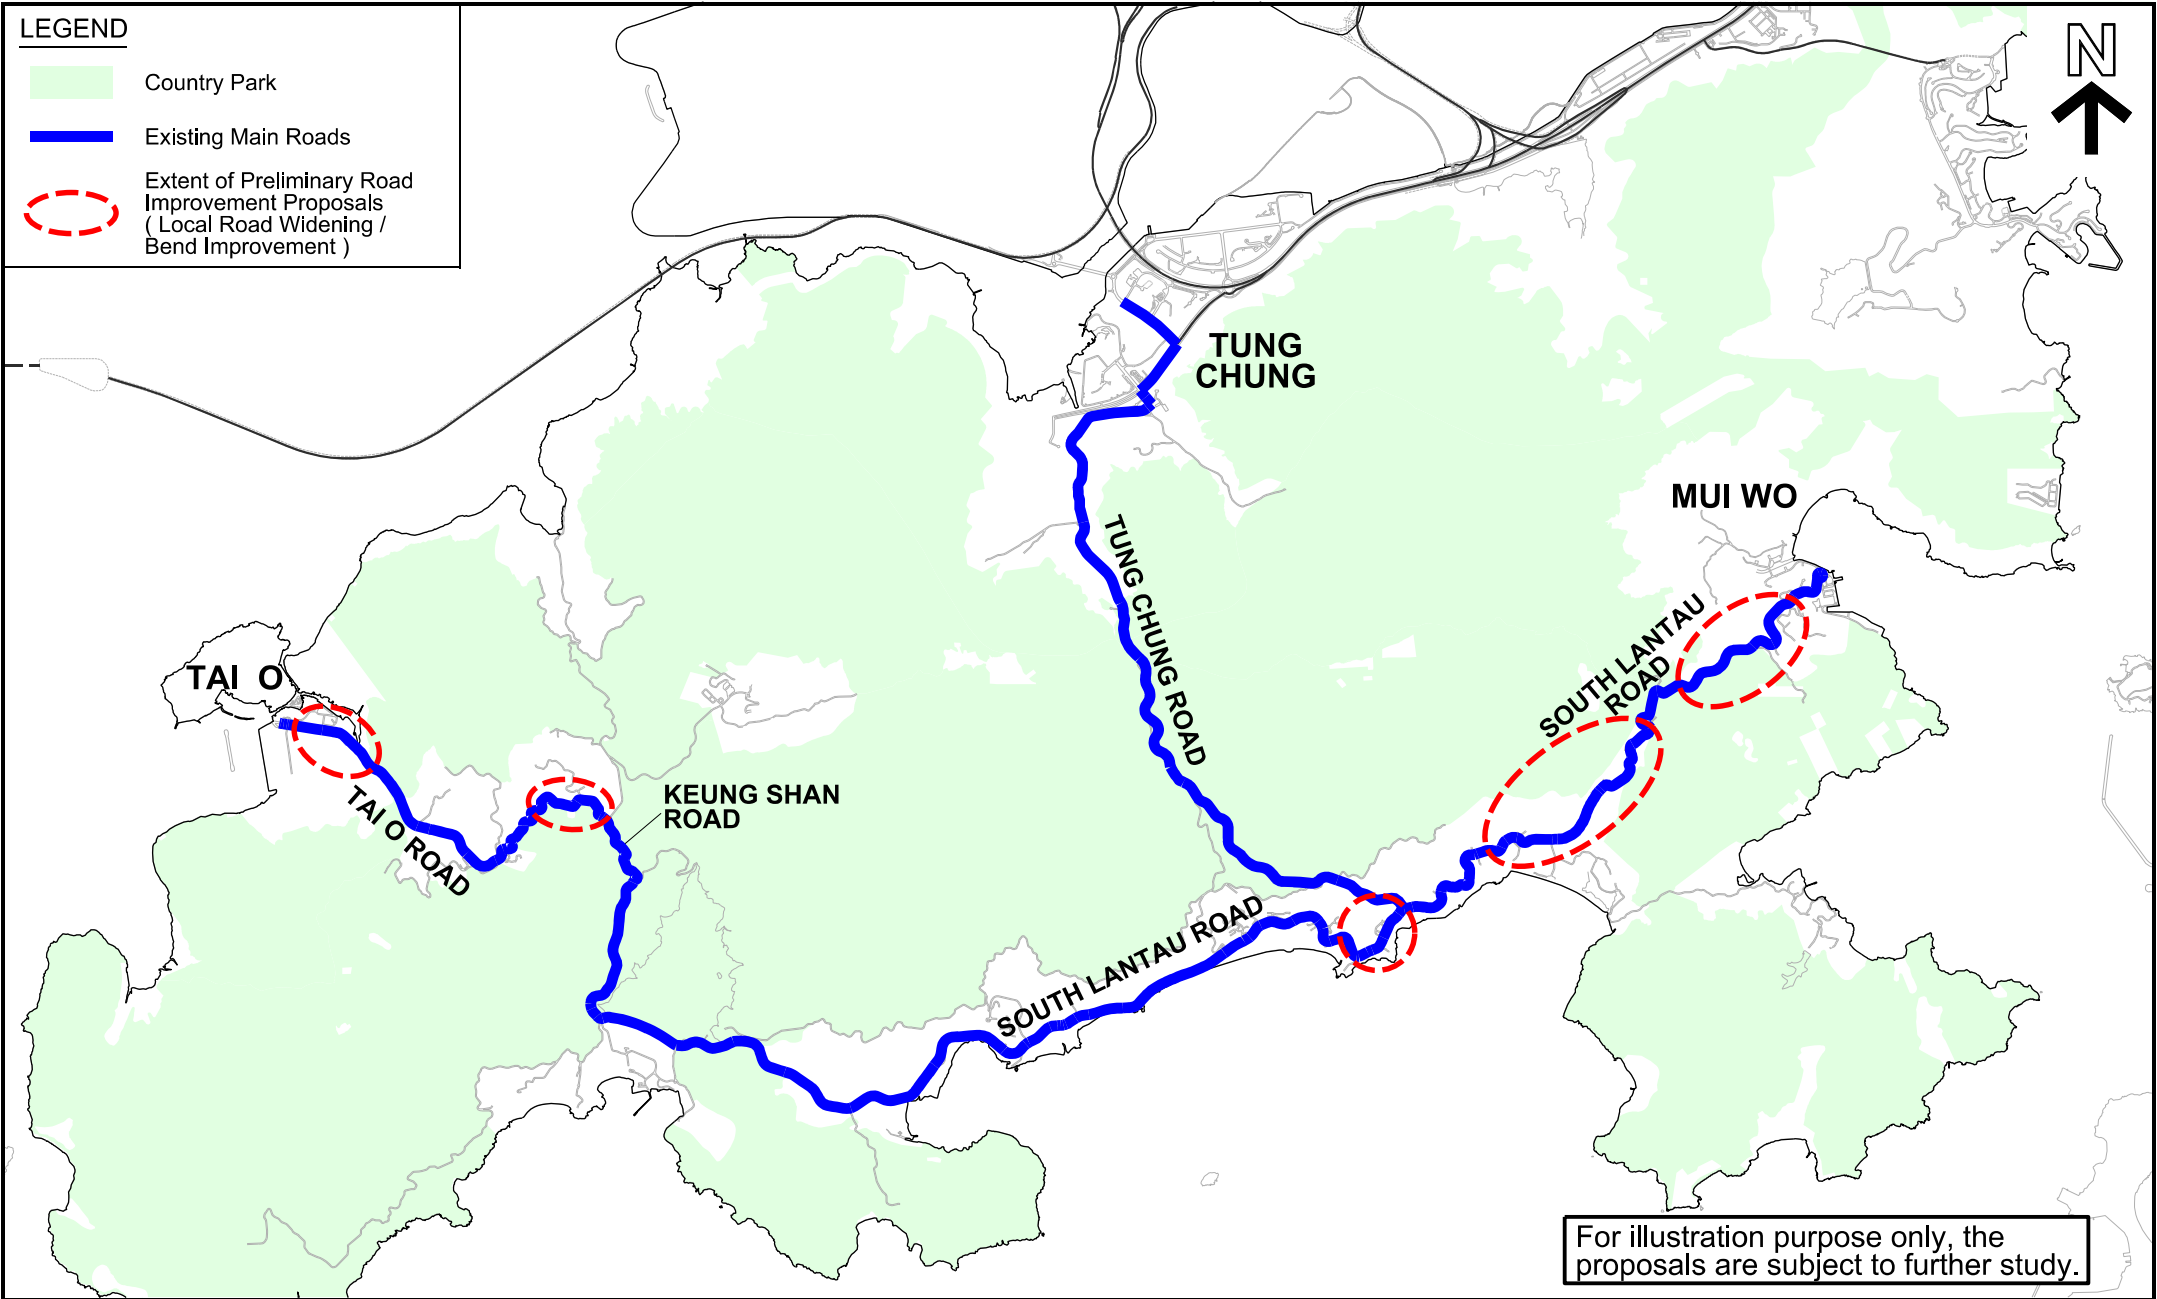 LEGEND
Country Park
Existing Main Roads
Extent of Preliminary Road
Improvement Proposals
( Local Road Widening /
Bend Improvement )
N
TUNG
CHUNG
MUI WO
TUNG CHUNG ROAD
SOUTH LANTAU
ROAD
TAI O
KEUNG SHAN
ROAD
TAI O ROAD
SOUTH LANTAU ROAD
For illustration purpose only, the
proposals are subject to further study.